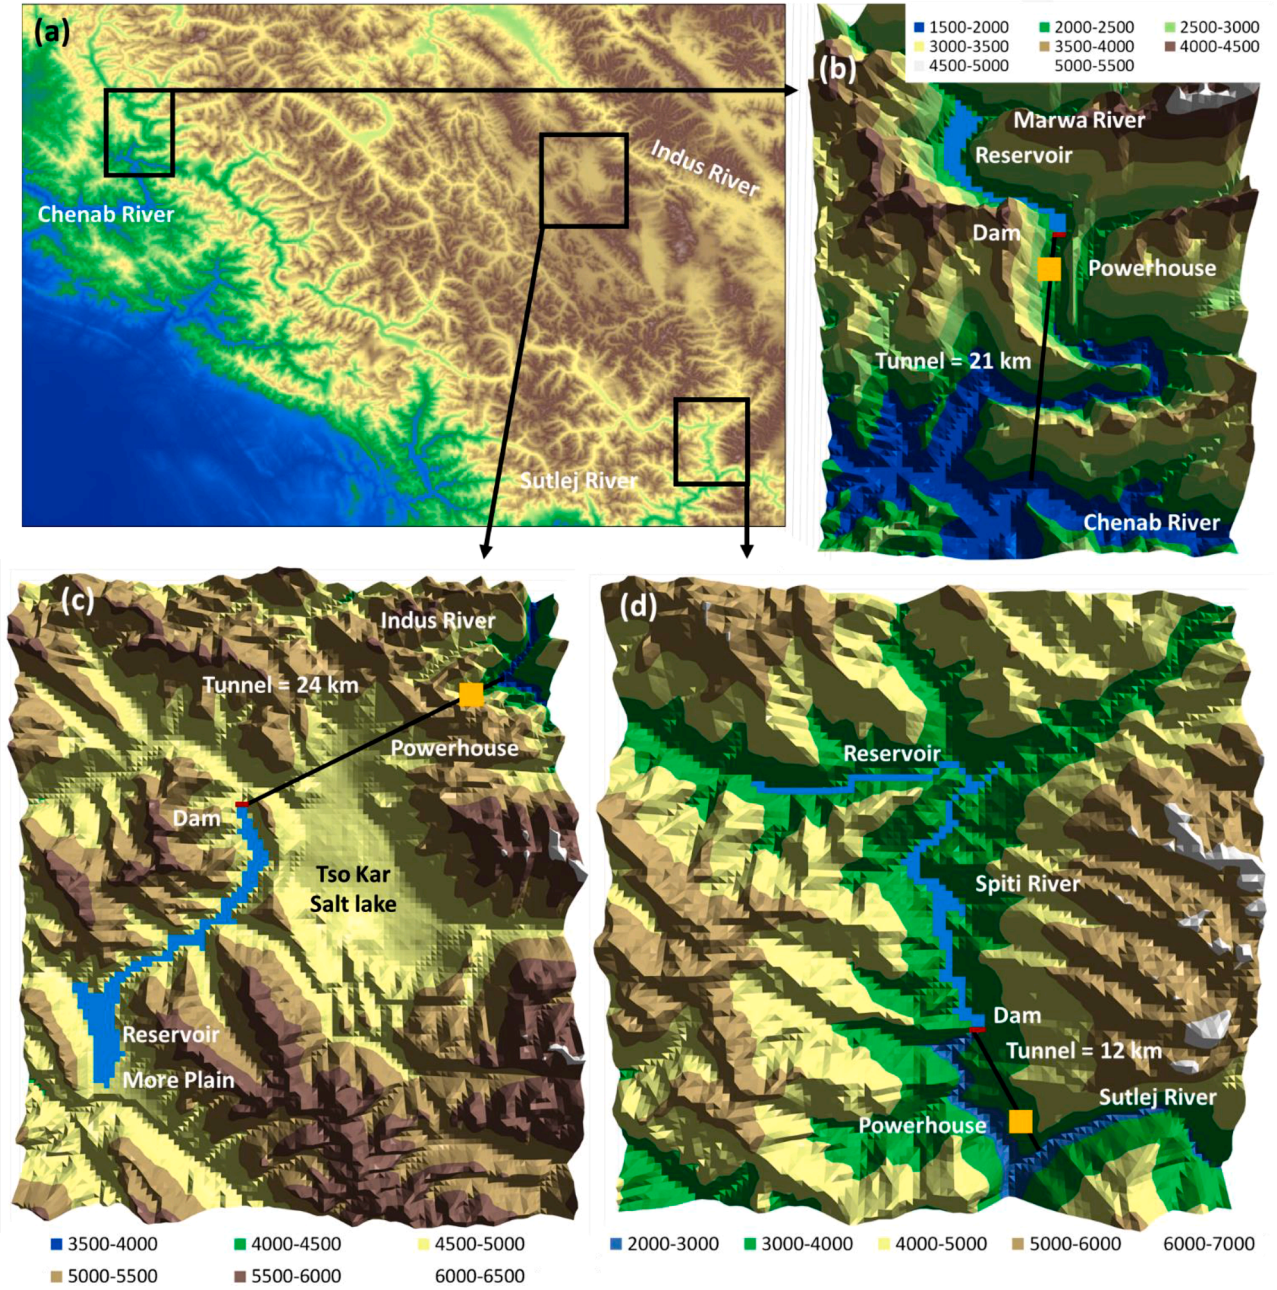 (a)
Indus River
Chenab River
Sutlej River
(b)
1500-2000 2000-2500 2500-3000
3000-3500 3500-4000 4000-4500
4500-5000 5000-5500
Marwa River
Reservoir
Dam
Powerhouse
Tunnel = 21 km
Chenab River
(c)
Indus River
Tunnel = 24 km
Powerhouse
Dam
Tso Kar
Salt lake
Reservoir
More Plain
3500-4000 4000-4500 4500-5000
5000-5500 5500-6000 6000-6500
(d)
Reservoir
Spiti River
Dam
Tunnel = 12 km
Sutlej River
Powerhouse
2000-3000 3000-4000 4000-5000 5000-6000 6000-7000